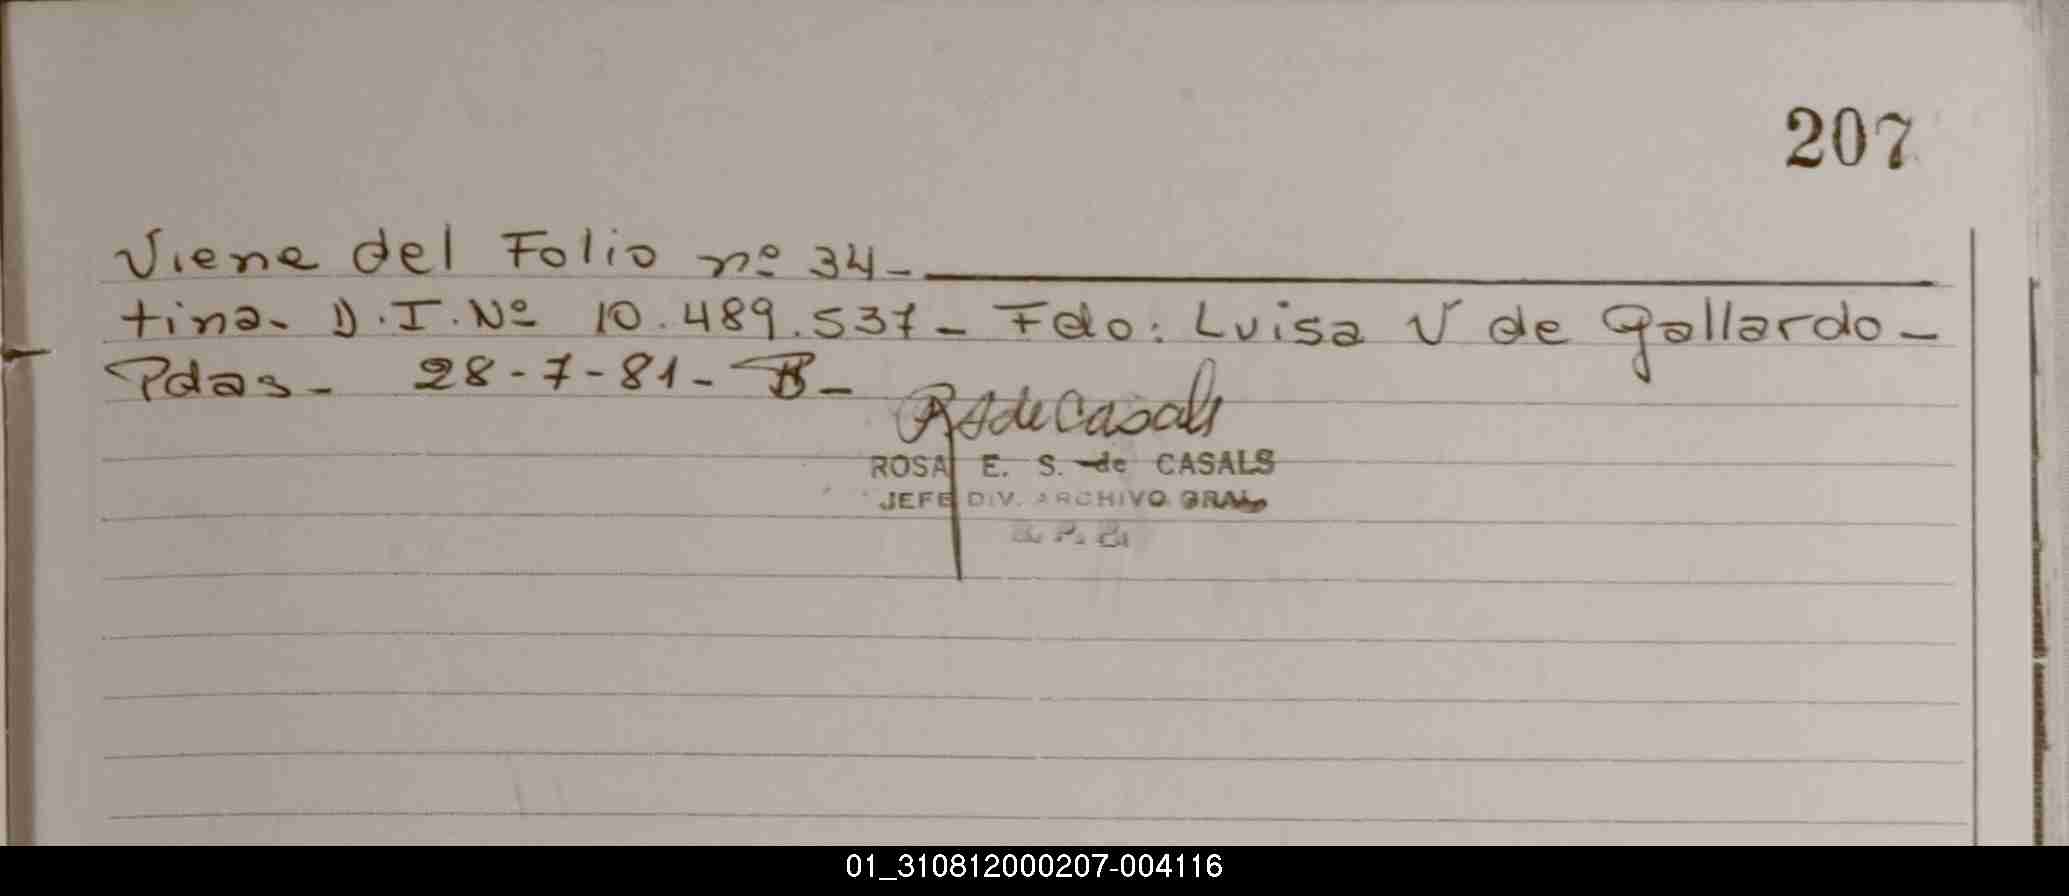 207
Viene del Folio nº 34-
tina- D.I.Nº 10.489.537- Fdo: Luisa V de Gallardo-
Pdas- 28-7-81- B-
RSdeCasals
ROSA E. S. de CASALS
JEFE DIV. ARCHIVO GRAL
01_310812000207-004116